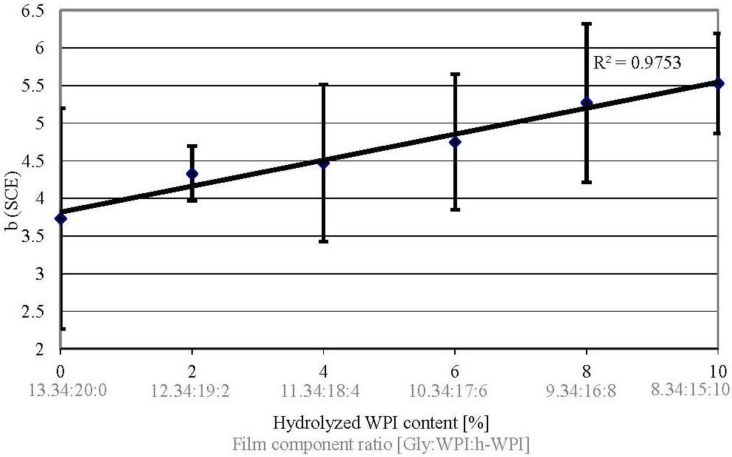 6.5
6
5.5
5
4.5
4
3.5
3
2.5
2
b (SCE)
R² = 0.9753
0 2 4 6 8 10
13.34:20:0 12.34:19:2 11.34:18:4 10.34:17:6 9.34:16:8 8.34:15:10
Hydrolyzed WPI content [%]
Film component ratio [Gly:WPI:h-WPI]